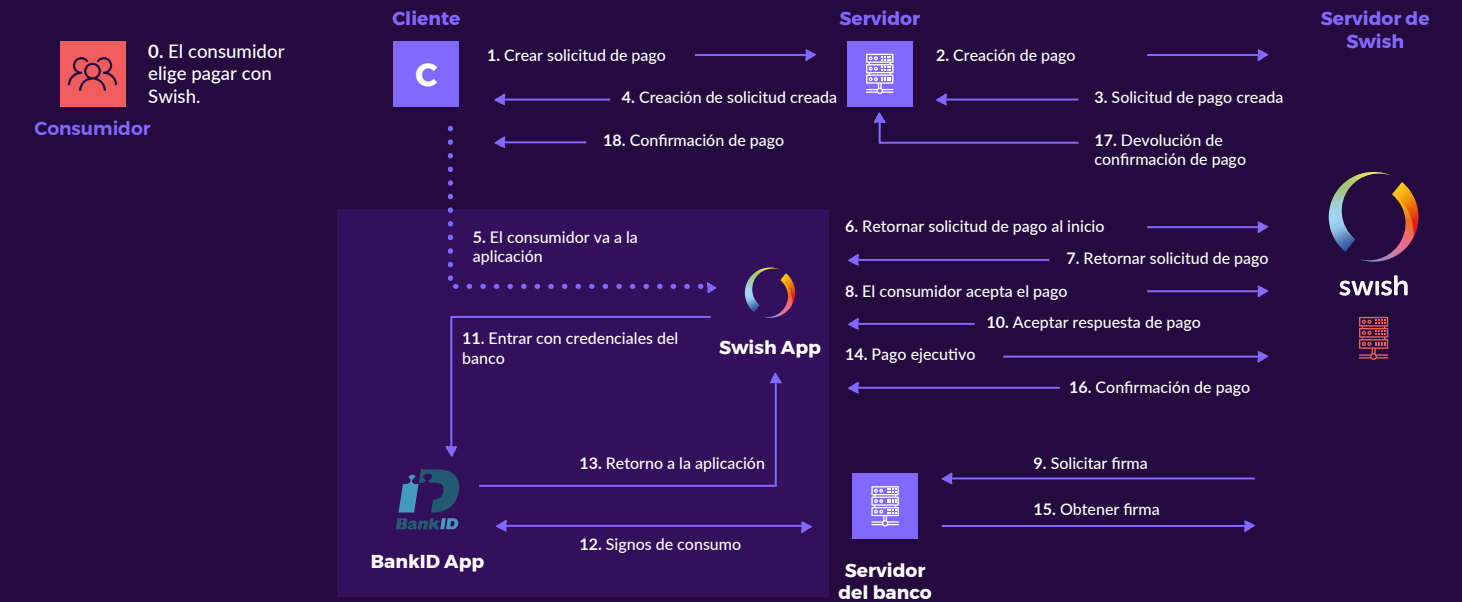 Cliente
Servidor
Servidor de
Swish
0. El consumidor
elige pagar con
Swish.
Consumidor
C
1. Crear solicitud de pago
2. Creación de pago
4. Creación de solicitud creada
3. Solicitud de pago creada
18. Confirmación de pago
17. Devolución de
confirmación de pago
5. El consumidor va a la
aplicación
6. Retornar solicitud de pago al inicio
7. Retornar solicitud de pago
8. El consumidor acepta el pago
swish
10. Aceptar respuesta de pago
11. Entrar con credenciales del
banco
Swish App
14. Pago ejecutivo
16. Confirmación de pago
13. Retorno a la aplicación
9. Solicitar firma
15. Obtener firma
iD
BankID
12. Signos de consumo
BankID App
Servidor
del banco